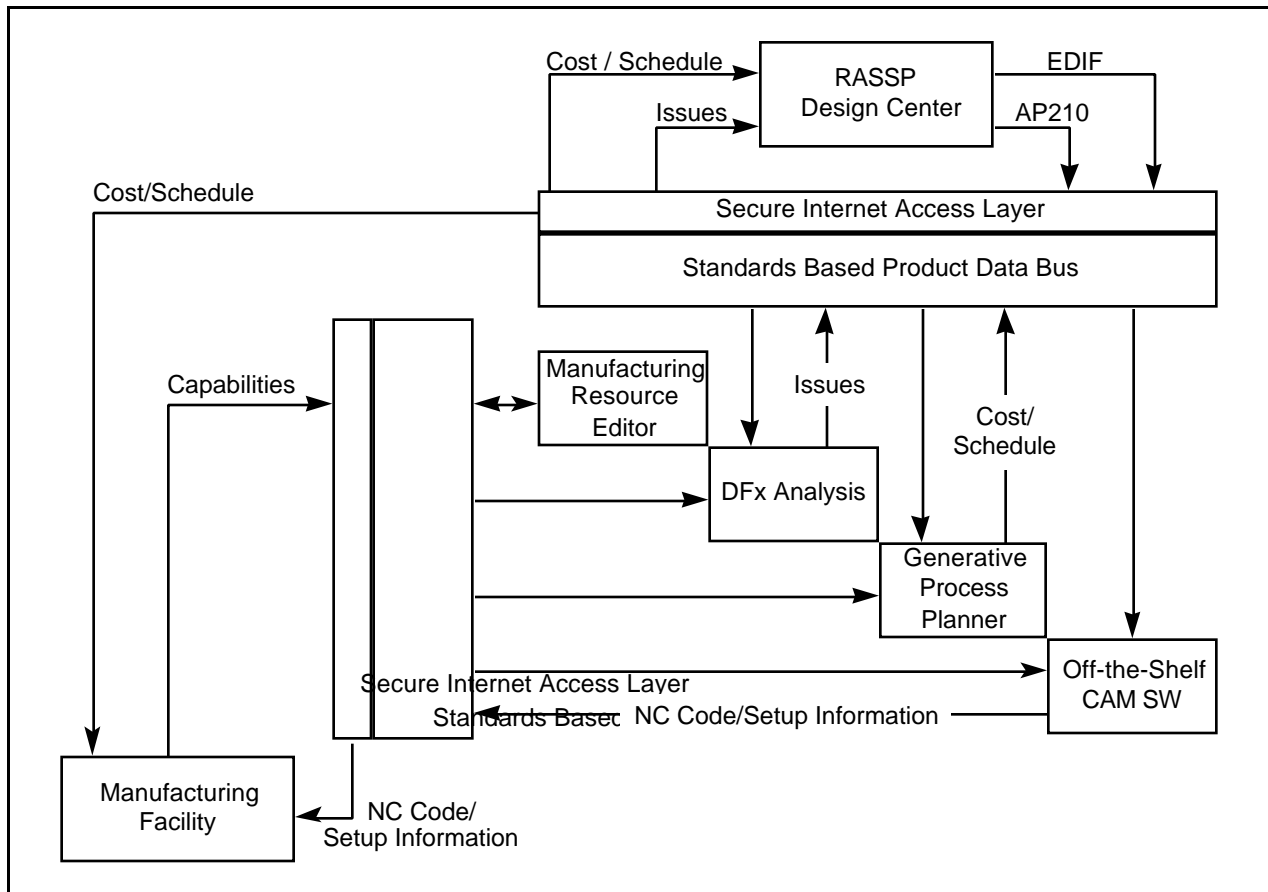 Cost / Schedule
RASSP
Design Center
EDIF
Issues
AP210
Cost/Schedule
Secure Internet Access Layer
Standards Based Product Data Bus
Capabilities
Manufacturing
Resource
Editor
Issues
Cost/
Schedule
DFx Analysis
Generative
Process
Planner
Secure Internet Access Layer
Standards Based
NC Code/Setup Information
Off-the-Shelf
CAM SW
Manufacturing
Facility
NC Code/
Setup Information